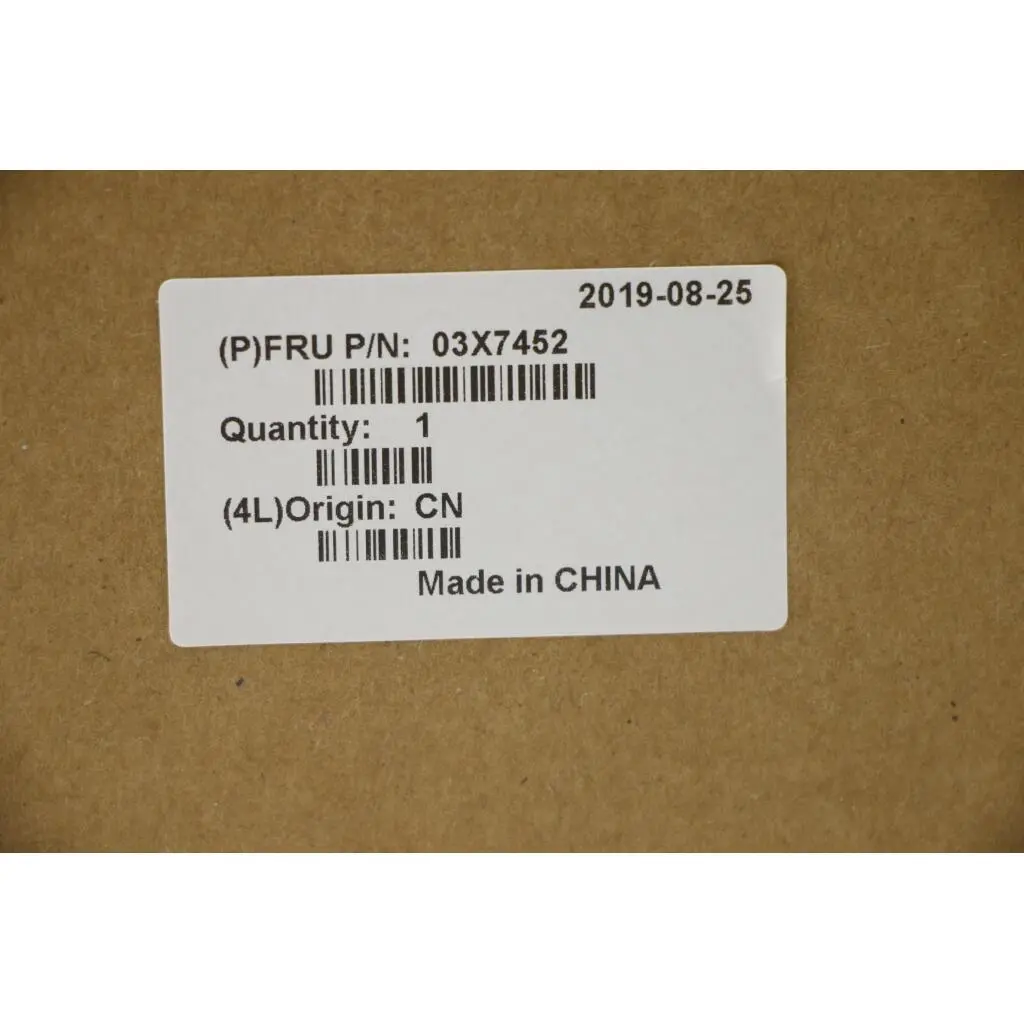 2019-08-25
(P)FRU P/N: 03X7452
Quantity: 1
(4L)Origin: CN
Made in CHINA